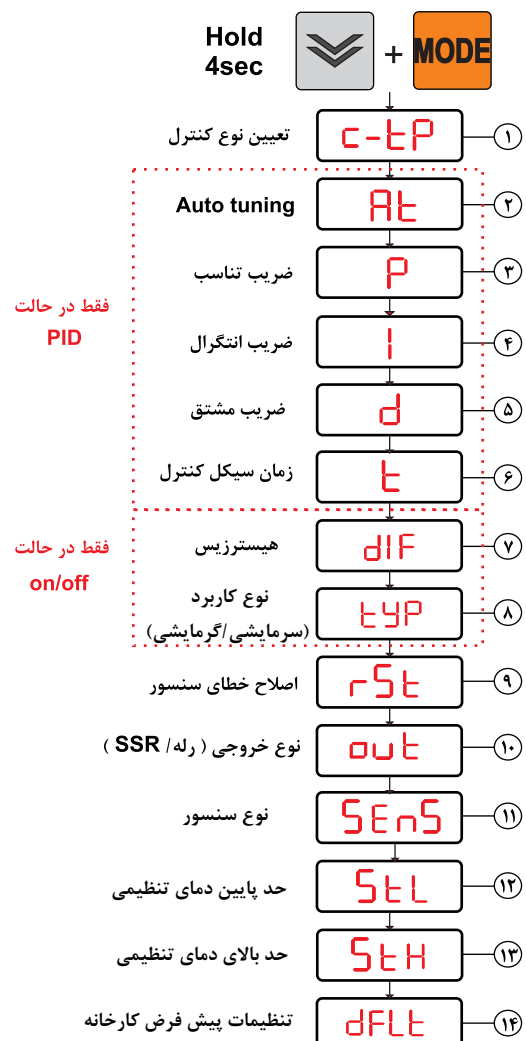 Hold
4sec
+ MODE
تعیین نوع کنترل
c-tP
۱
Auto tuning
At
۲
ضریب تناسب
P
۳
فقط در حالت
PID
ضریب انتگرال
I
۴
ضریب مشتق
d
۵
زمان سیکل کنترل
t
۶
هیسترزیس
dIF
۷
فقط در حالت
on/off
نوع کاربرد
(سرمایشی/گرمایشی)
tYP
۸
اصلاح خطای سنسور
rSt
۹
نوع خروجی ( رله/ SSR )
out
۱۰
نوع سنسور
SEnS
۱۱
حد پایین دمای تنظیمی
StL
۱۲
حد بالای دمای تنظیمی
StH
۱۳
تنظیمات پیش فرض کارخانه
dFLt
۱۴